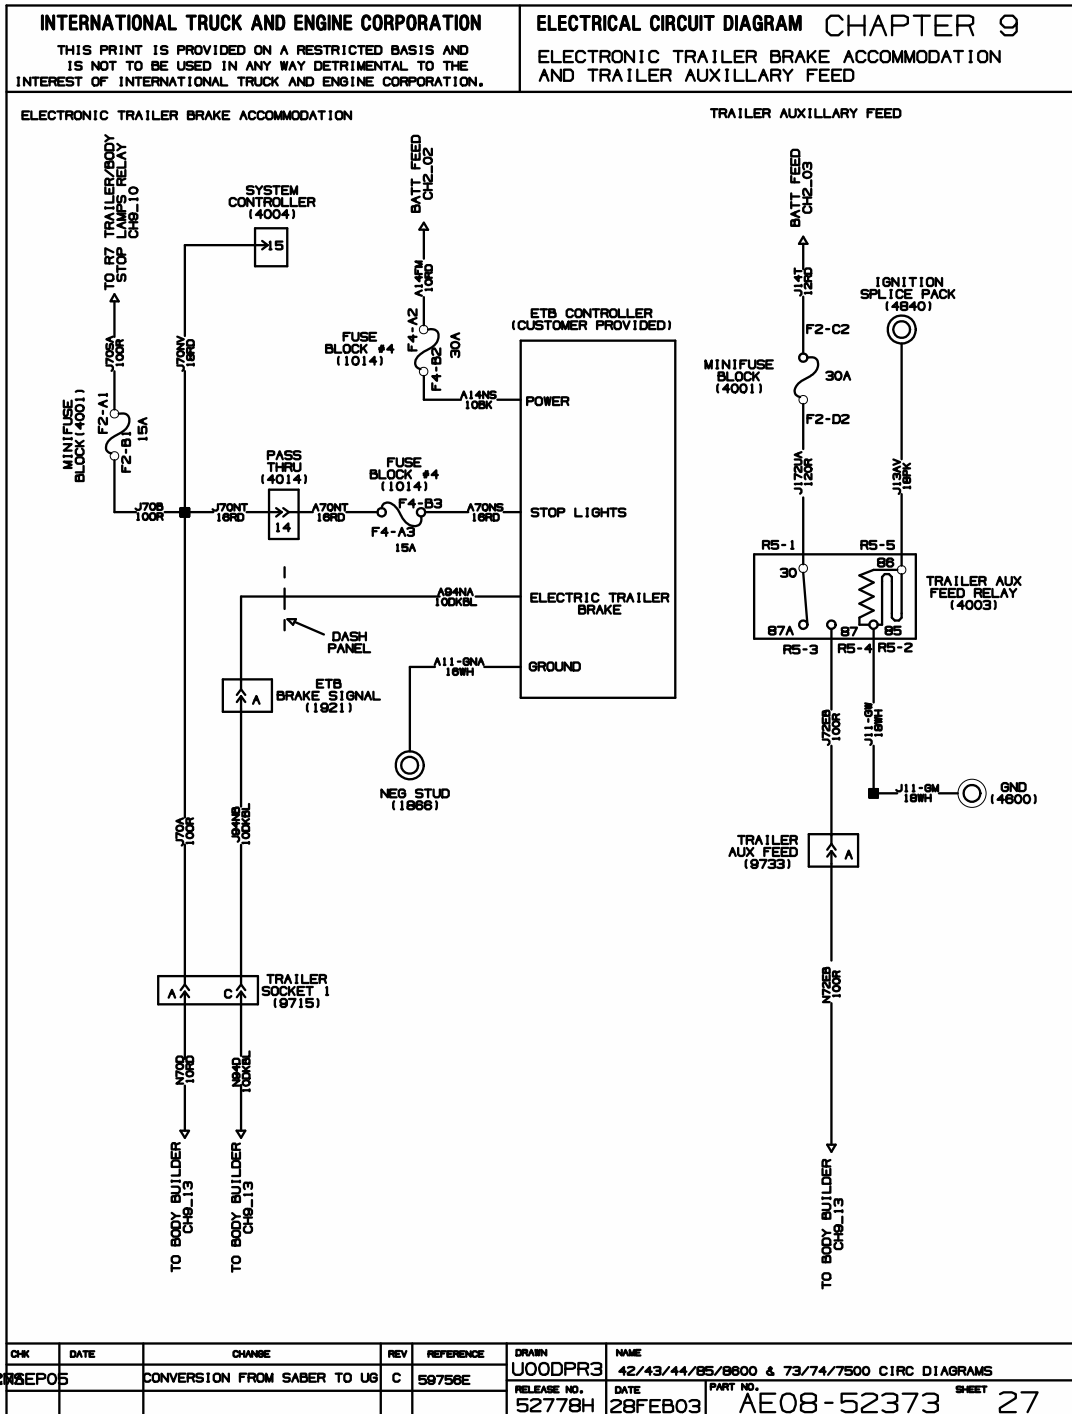 INTERNATIONAL TRUCK AND ENGINE CORPORATION
THIS PRINT IS PROVIDED ON A RESTRICTED BASIS AND
IS NOT TO BE USED IN ANY WAY DETRIMENTAL TO THE
INTEREST OF INTERNATIONAL TRUCK AND ENGINE CORPORATION.
ELECTRICAL CIRCUIT DIAGRAM CHAPTER 9
ELECTRONIC TRAILER BRAKE ACCOMMODATION
AND TRAILER AUXILLARY FEED
ELECTRONIC TRAILER BRAKE ACCOMMODATION
TO R7 TRAILER/BODY
STOP LAMPS RELAY
CH9_10
J70SA
10OR
MINIFUSE
BLOCK(4001)
F2-A1
F2-B1
15A
J70B
10OR
SYSTEM
CONTROLLER
(4004)
15
J70NV
18RD
BATT FEED
CH2_02
A14FM
10RD
FUSE
BLOCK #4
(1014)
F4-A2
F4-B2
30A
A14NS
10BK
ETB CONTROLLER
(CUSTOMER PROVIDED)
POWER
STOP LIGHTS
ELECTRIC TRAILER
BRAKE
GROUND
J70NT
16RD
PASS
THRU
(4014)
14
A70NT
16RD
FUSE
BLOCK #4
(1014)
F4-B3
F4-A3
15A
A70NS
16RD
A94NA
10DKBL
DASH
PANEL
A11-GNA
16WH
NEG STUD
(1866)
ETB
BRAKE SIGNAL
(1921)
A
J70A
10OR
J94NB
10DKBL
TRAILER
SOCKET 1
(9715)
A
C
N70D
10RD
N94D
10DKBL
TO BODY BUILDER
CH9_13
TO BODY BUILDER
CH9_13
TRAILER AUXILLARY FEED
BATT FEED
CH2_03
J14T
12RD
F2-C2
MINIFUSE
BLOCK
(4001)
30A
F2-D2
J172UA
12OR
IGNITION
SPLICE PACK
(4840)
J13AV
18PK
R5-1
R5-5
30
86
87A
87
85
R5-3
R5-4
R5-2
TRAILER AUX
FEED RELAY
(4003)
J72EB
10OR
J11-GW
18WH
J11-GM
18WH
GND
(4600)
TRAILER
AUX FEED
(9733)
A
N72EB
10OR
TO BODY BUILDER
CH9_13
CHK
DATE
CHANGE
REV
REFERENCE
CONVERSION FROM SABER TO UG
C
59756E
DRAWN
U00DPR3
NAME
42/43/44/85/8600 & 73/74/7500 CIRC DIAGRAMS
RELEASE NO.
52778H
DATE
28FEB03
PART NO.
AE08-52373
SHEET
27